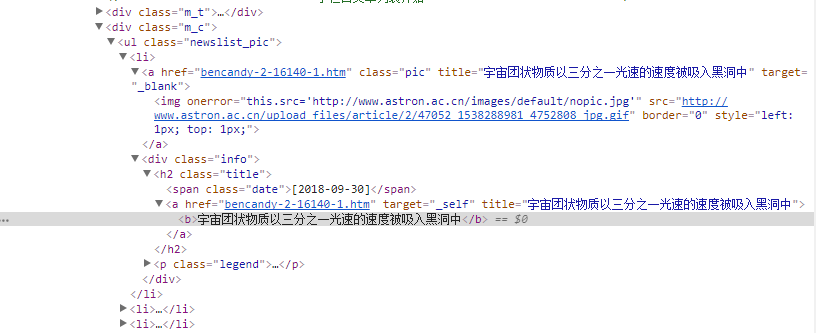 ▶<div class="m_t">…</div>
▼<div class="m_c">
▼<ul class="newslist_pic">
▼<li>
▼<a href="bencandy-2-16140-1.htm" class="pic" title="宇宙团状物质以三分之一光速的速度被吸入黑洞中" target=
"_blank">
<img onerror="this.src='http://www.astron.ac.cn/images/default/nopic.jpg'" src="http://
www.astron.ac.cn/upload_files/article/2/47052_1538288981_4752808_jpg.gif" border="0" style="left:
1px; top: 1px;">
</a>
▼<div class="info">
▼<h2 class="title">
<span class="date">[2018-09-30]</span>
▼<a href="bencandy-2-16140-1.htm" target="_self" title="宇宙团状物质以三分之一光速的速度被吸入黑洞中">
… <b>宇宙团状物质以三分之一光速的速度被吸入黑洞中</b> == $0
</a>
</h2>
▶<p class="legend">…</p>
</div>
</li>
▶<li>…</li>
▶<li>…</li>